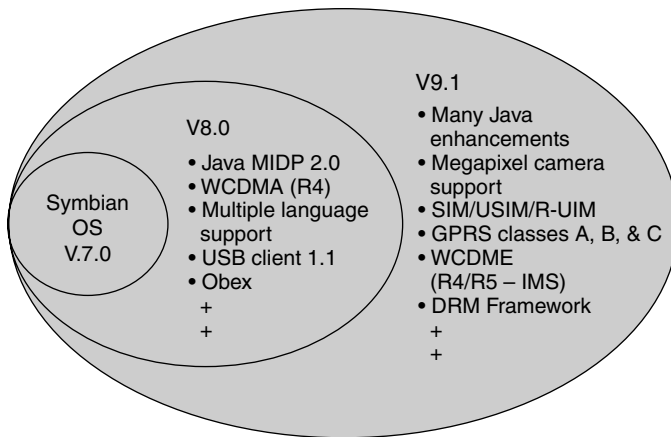 Symbian
OS
V.7.0
V8.0
• Java MIDP 2.0
• WCDMA (R4)
• Multiple language
support
• USB client 1.1
• Obex
+
+
V9.1
• Many Java
enhancements
• Megapixel camera
support
• SIM/USIM/R-UIM
• GPRS classes A, B, & C
• WCDME
(R4/R5 – IMS)
• DRM Framework
+
+